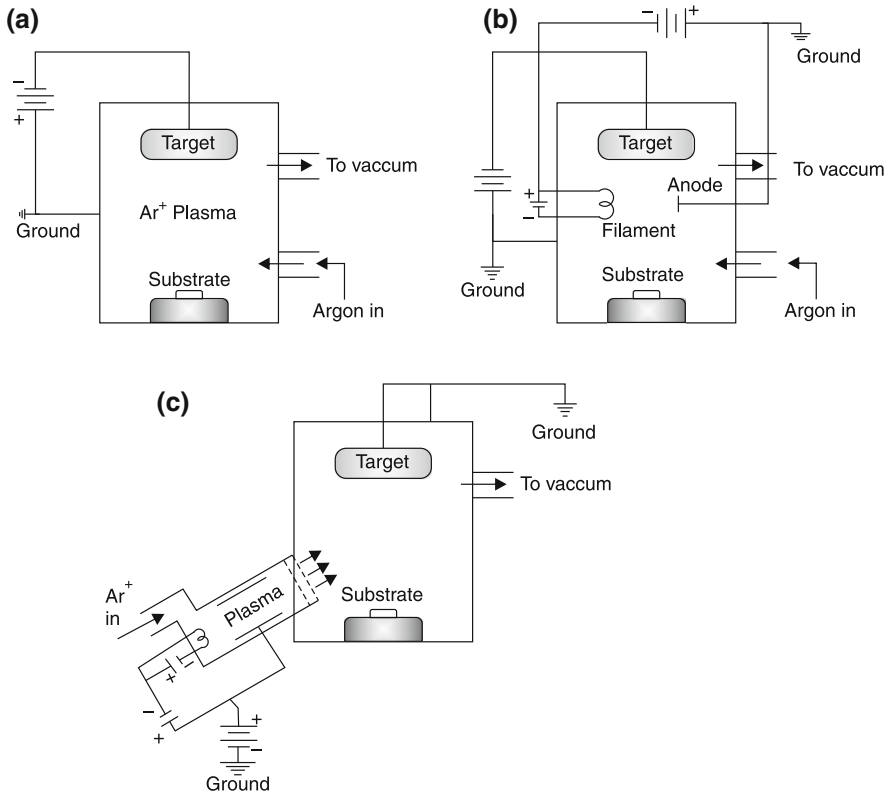 (a)
−
+
Target
To vaccum
Ar+ Plasma
Ground
Substrate
Argon in
(b)
− +
Ground
Target
To vaccum
Anode
+
−
Filament
Ground
Substrate
Argon in
(c)
Ground
Target
To vaccum
Ar+
in
Plasma
Substrate
+ −
−
+
+
−
Ground